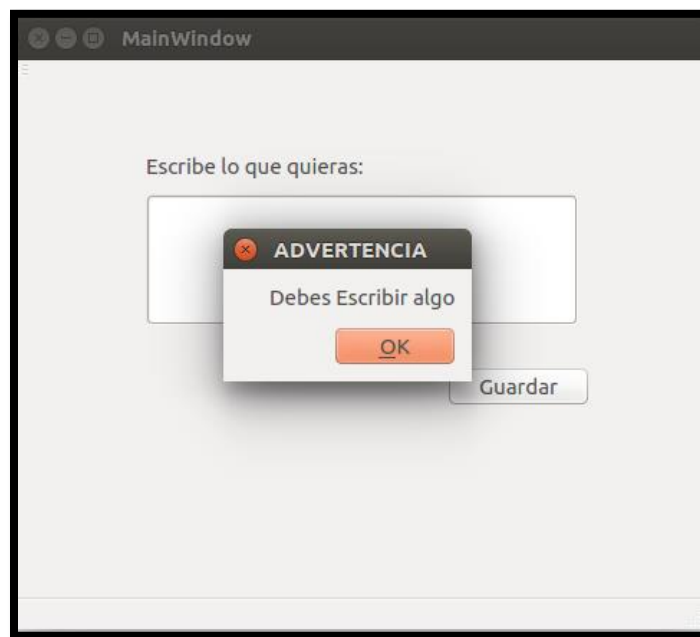 MainWindow
Escribe lo que quieras:
ADVERTENCIA
Debes Escribir algo
OK
Guardar